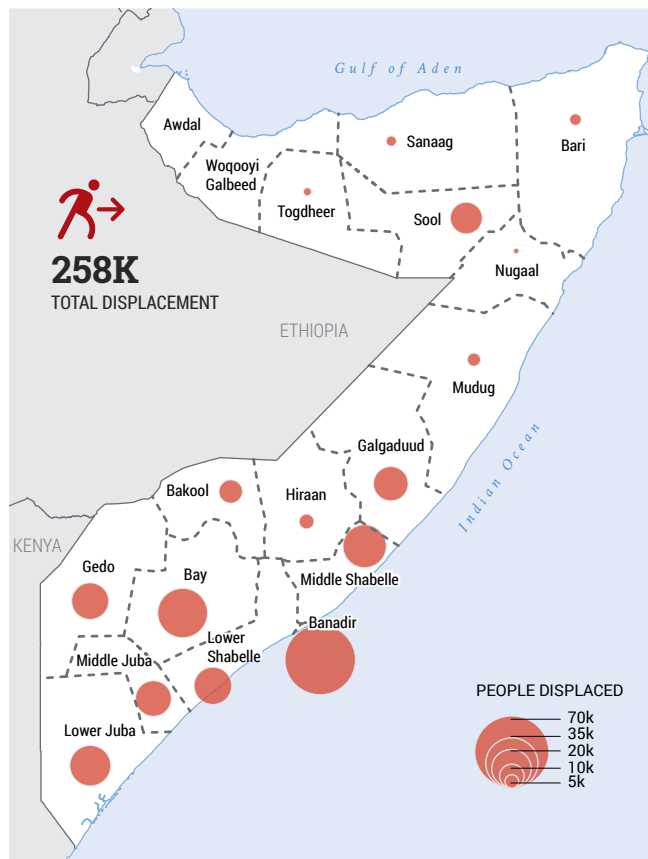 Gulf of Aden
Awdal
Sanaag
Bari
Woqooyi
Galbeed
Togdheer
Sool
258K
TOTAL DISPLACEMENT
Nugaal
ETHIOPIA
Mudug
Galgaduud
Indian Ocean
Bakool
Hiraan
KENYA
Gedo
Bay
Middle Shabelle
Banadir
Lower
Shabelle
Middle Juba
Lower Juba
PEOPLE DISPLACED
70k
35k
20k
10k
5k